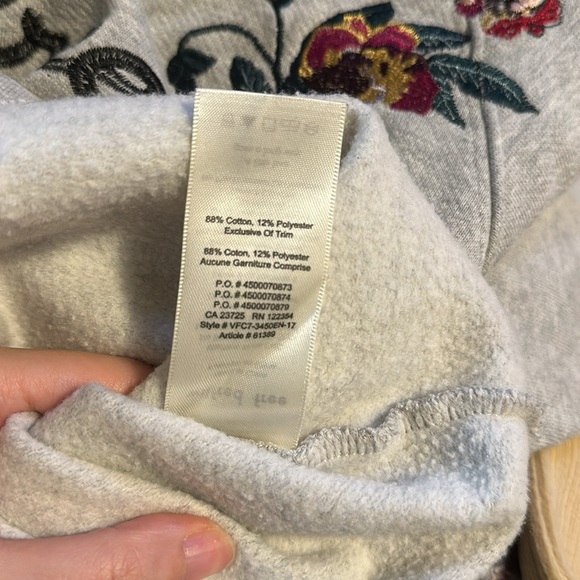 88% Cotton, 12% Polyester
Exclusive Of Trim
88% Coton, 12% Polyester
Aucune Garniture Comprise
P.O. # 4500070873
P.O. # 4500070874
P.O. # 4500070879
CA 23725 RN 122354
Style # VFC7-3450EN-17
Article # 61389